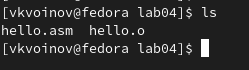 [vkvoinov@fedora lab04]$ ls
hello.asm  hello.o
[vkvoinov@fedora lab04]$